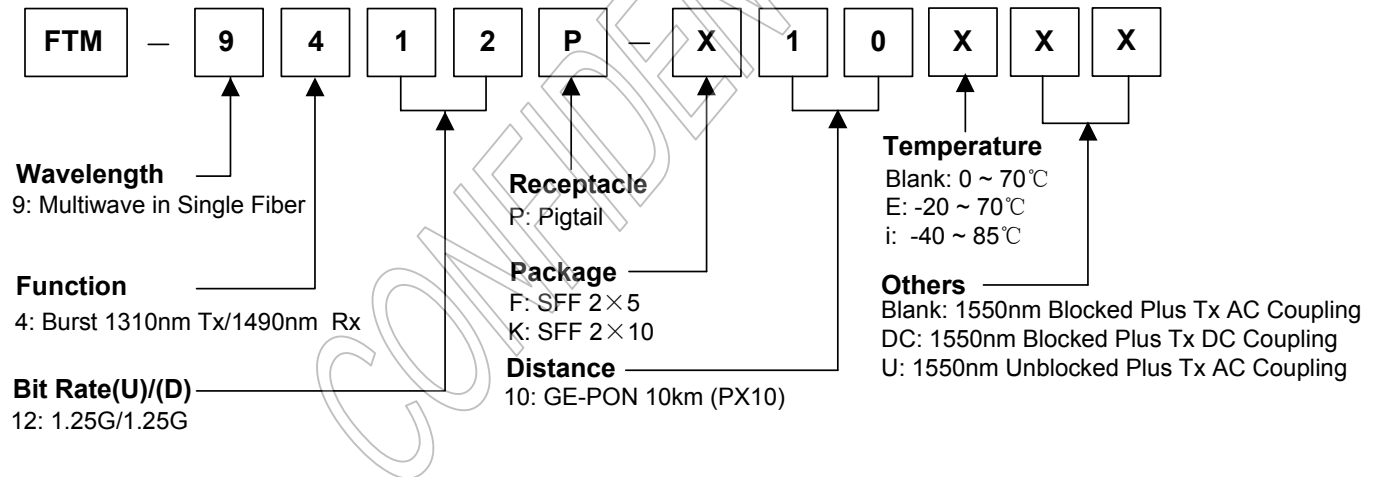 FTM – 9 4 1 2 P – X 1 0 X X X
Wavelength
9: Multiwave in Single Fiber
Function
4: Burst 1310nm Tx/1490nm Rx
Bit Rate(U)/(D)
12: 1.25G/1.25G
Receptacle
P: Pigtail
Package
F: SFF 2×5
K: SFF 2×10
Distance
10: GE-PON 10km (PX10)
Temperature
Blank: 0 ~ 70℃
E: -20 ~ 70℃
i: -40 ~ 85℃
Others
Blank: 1550nm Blocked Plus Tx AC Coupling
DC: 1550nm Blocked Plus Tx DC Coupling
U: 1550nm Unblocked Plus Tx AC Coupling
CONFIDEN